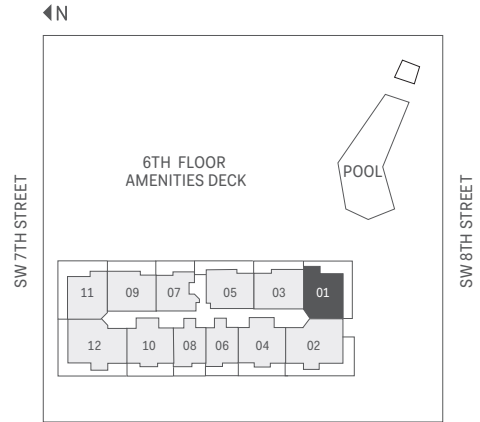 N
6TH FLOOR
AMENITIES DECK
POOL
SW 7TH STREET
SW 8TH STREET
11 09 07 05 03 01
12 10 08 06 04 02